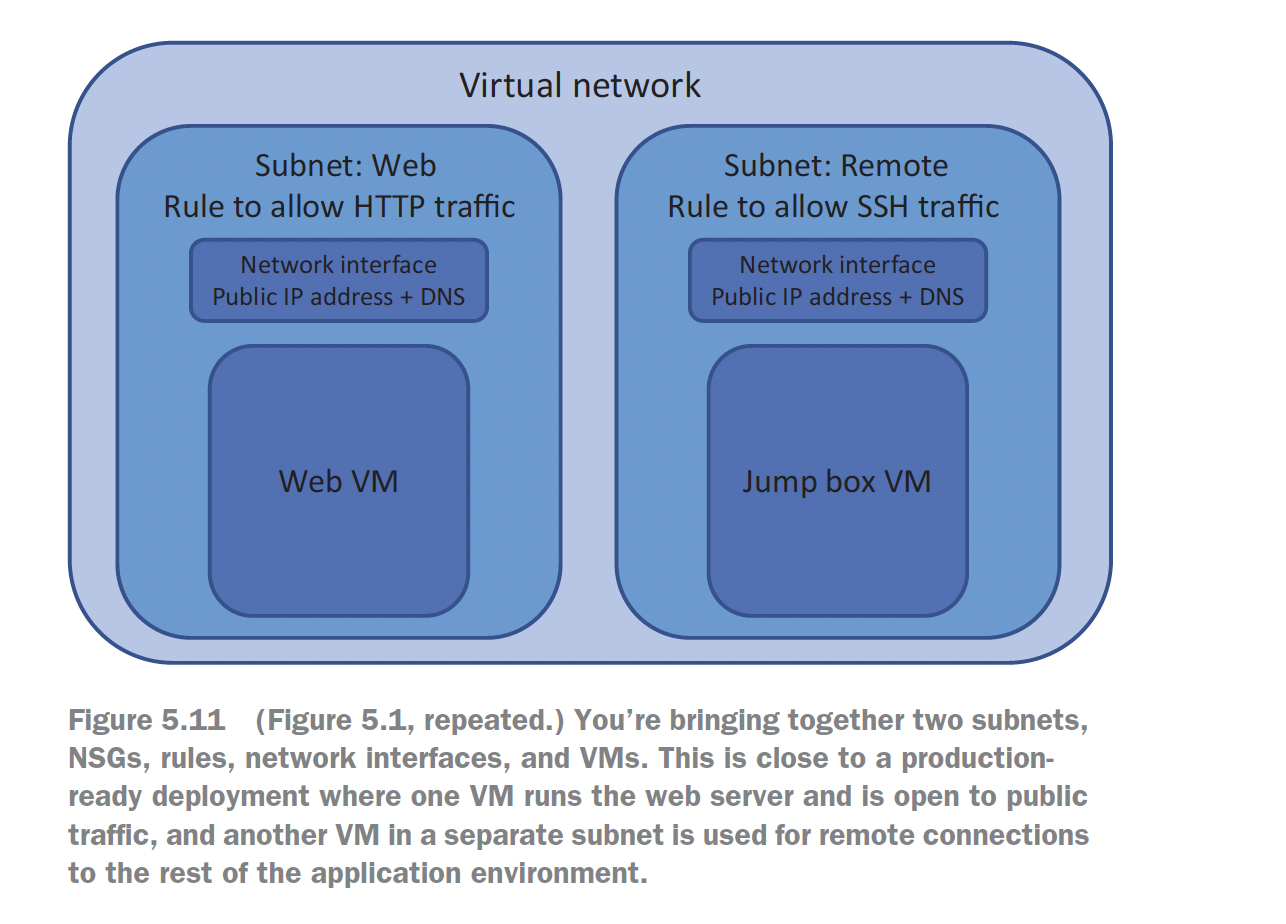 Virtual network
Subnet: Web
Rule to allow HTTP traffic
Network interface
Public IP address + DNS
Web VM
Subnet: Remote
Rule to allow SSH traffic
Network interface
Public IP address + DNS
Jump box VM
Figure 5.11 (Figure 5.1, repeated.) You’re bringing together two subnets,
NSGs, rules, network interfaces, and VMs. This is close to a production-
ready deployment where one VM runs the web server and is open to public
traffic, and another VM in a separate subnet is used for remote connections
to the rest of the application environment.